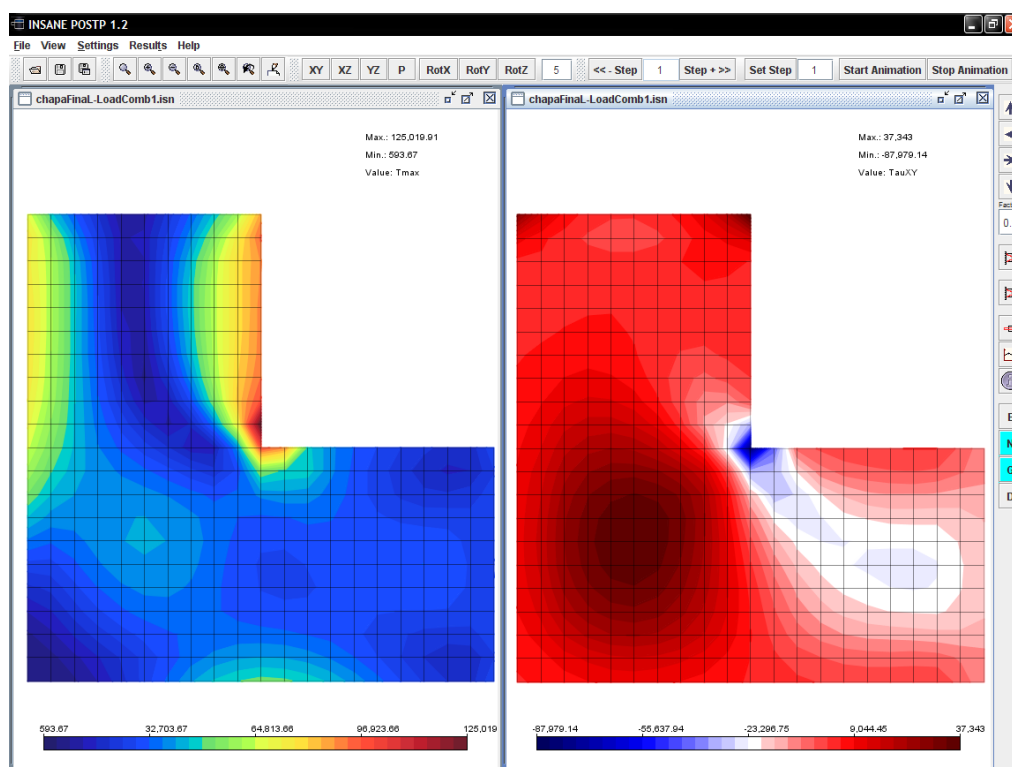 INSANE POSTP 1.2
File View Settings Results Help
XY XZ YZ P RotX RotY RotZ 5 << - Step 1 Step + >> Set Step 1 Start Animation Stop Animation
chapaFinaL-LoadComb1.isn
Max.: 125,019.91
Min.: 593.67
Value: Tmax
593.67 32,703.67 64,813.66 96,923.66 125,019
chapaFinaL-LoadComb1.isn
Max.: 37,343
Min.: -87,979.14
Value: TauXY
-87,979.14 -55,637.94 -23,296.75 9,044.45 37,343
0.
E
N
G
D